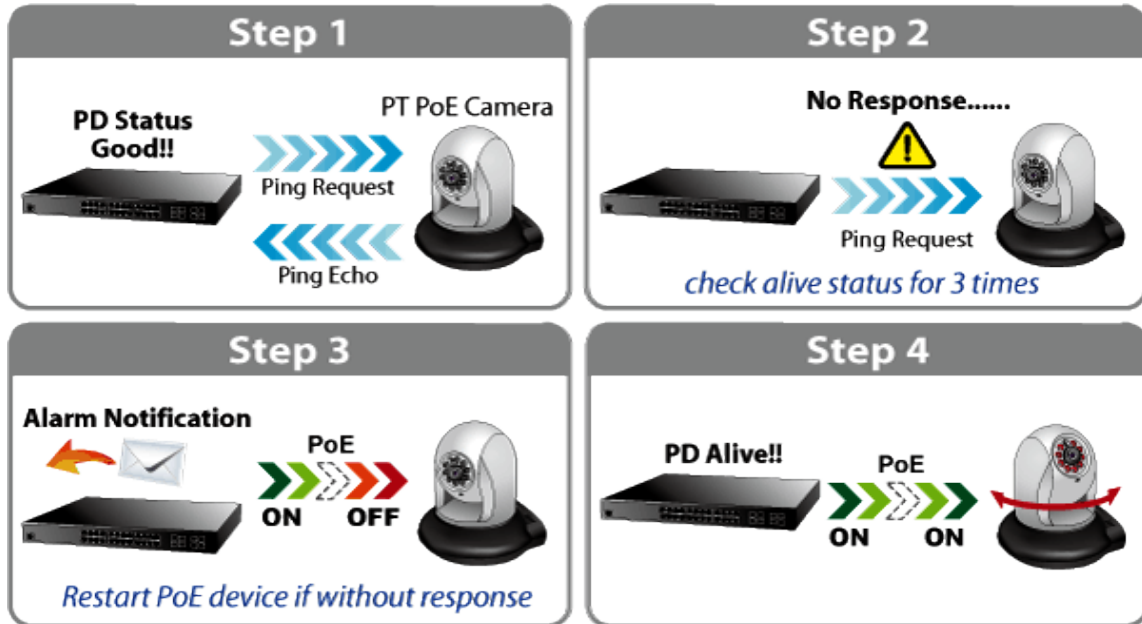 Step 1
PD Status
Good!!
PT PoE Camera
Ping Request
Ping Echo
Step 2
No Response......
Ping Request
check alive status for 3 times
Step 3
Alarm Notification
PoE
ON OFF
Restart PoE device if without response
Step 4
PD Alive!!
PoE
ON ON